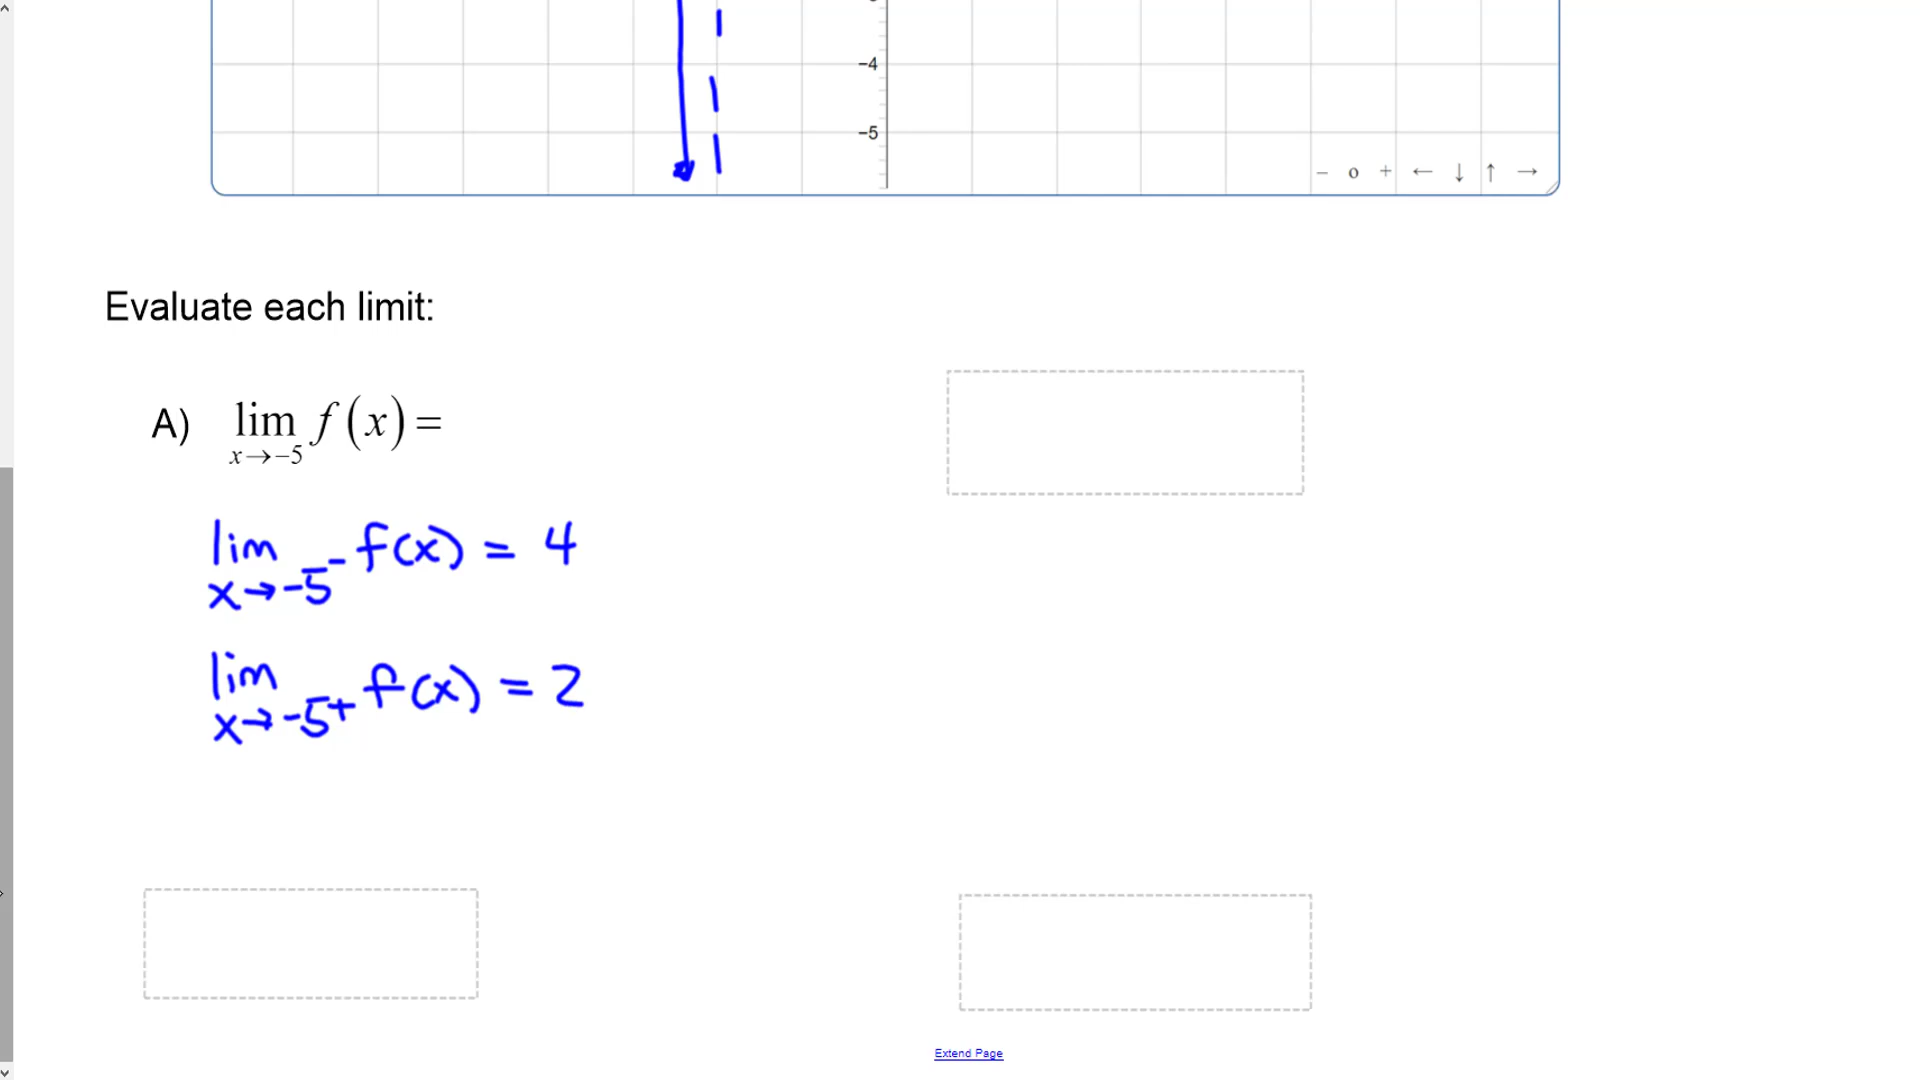 −4
−5
− o + ← ↓ ↑ →
Evaluate each limit:
A) lim x→−5 f(x) =
lim x→-5⁻ f(x) = 4
lim x→-5⁺ f(x) = 2
Extend Page